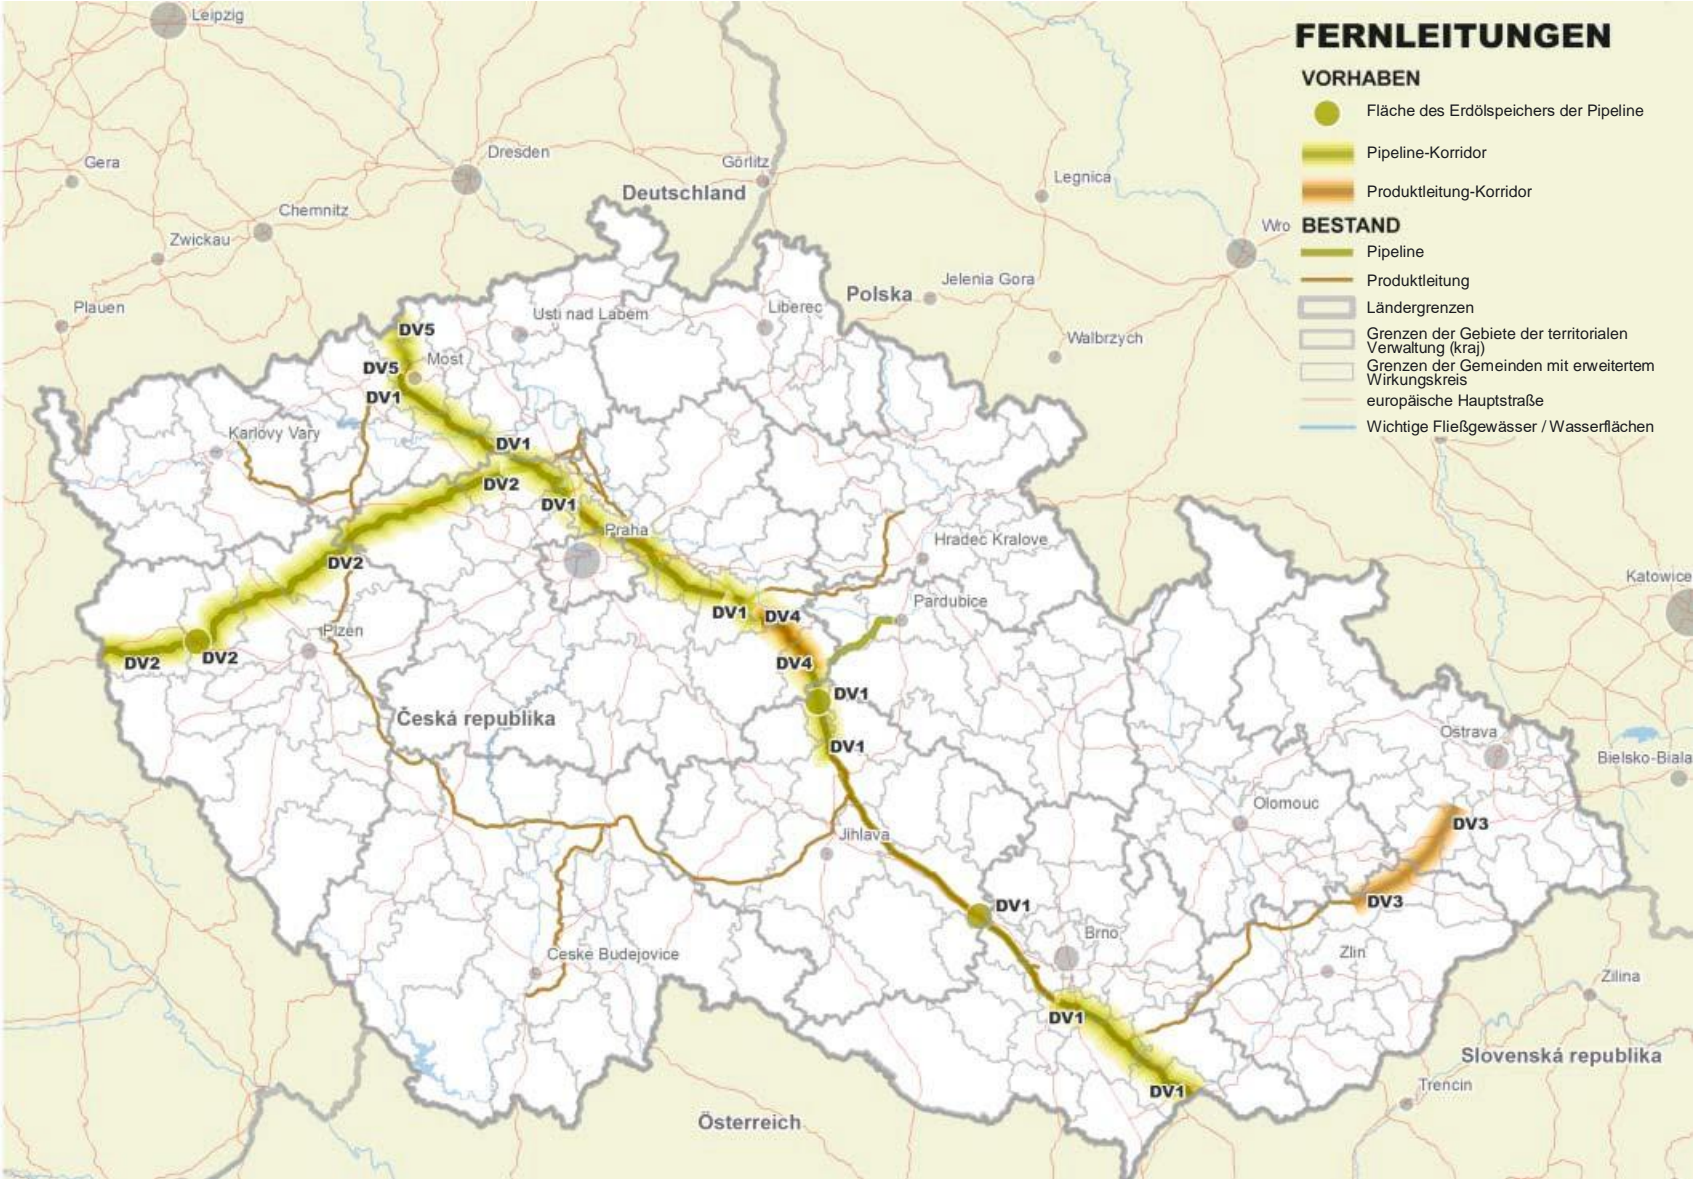 FERNLEITUNGEN
VORHABEN
Fläche des Erdölspeichers der Pipeline
Pipeline-Korridor
Produktleitung-Korridor
BESTAND
Pipeline
Produktleitung
Ländergrenzen
Grenzen der Gebiete der territorialen
Verwaltung (kraj)
Grenzen der Gemeinden mit erweitertem
Wirkungskreis
europäische Hauptstraße
Wichtige Fließgewässer / Wasserflächen
Leipzig
Dresden
Görlitz
Gera
Deutschland
Legnica
Chemnitz
Wro
Zwickau
Jelenia Gora
Polska
Plauen
Liberec
Usti nad Labem
DV5
Walbrzych
Most
DV5
DV1
Karlovy Vary
DV1
DV2
DV1
Praha
Hradec Kralove
DV2
Katowice
Pardubice
DV1
DV4
Plzen
DV2
DV2
DV4
DV1
Česká republika
Ostrava
DV1
Bielsko-Biala
Olomouc
DV3
Jihlava
DV3
DV1
Brno
Zlin
Ceske Budejovice
Zilina
DV1
Slovenská republika
Trencin
DV1
Österreich